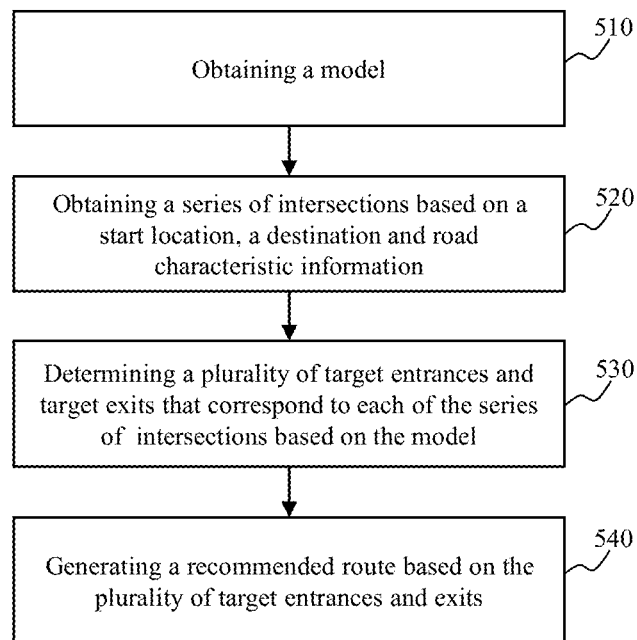 510
Obtaining a model
520
Obtaining a series of intersections based on a
start location, a destination and road
characteristic information
530
Determining a plurality of target entrances and
target exits that correspond to each of the series
of intersections based on the model
540
Generating a recommended route based on the
plurality of target entrances and exits